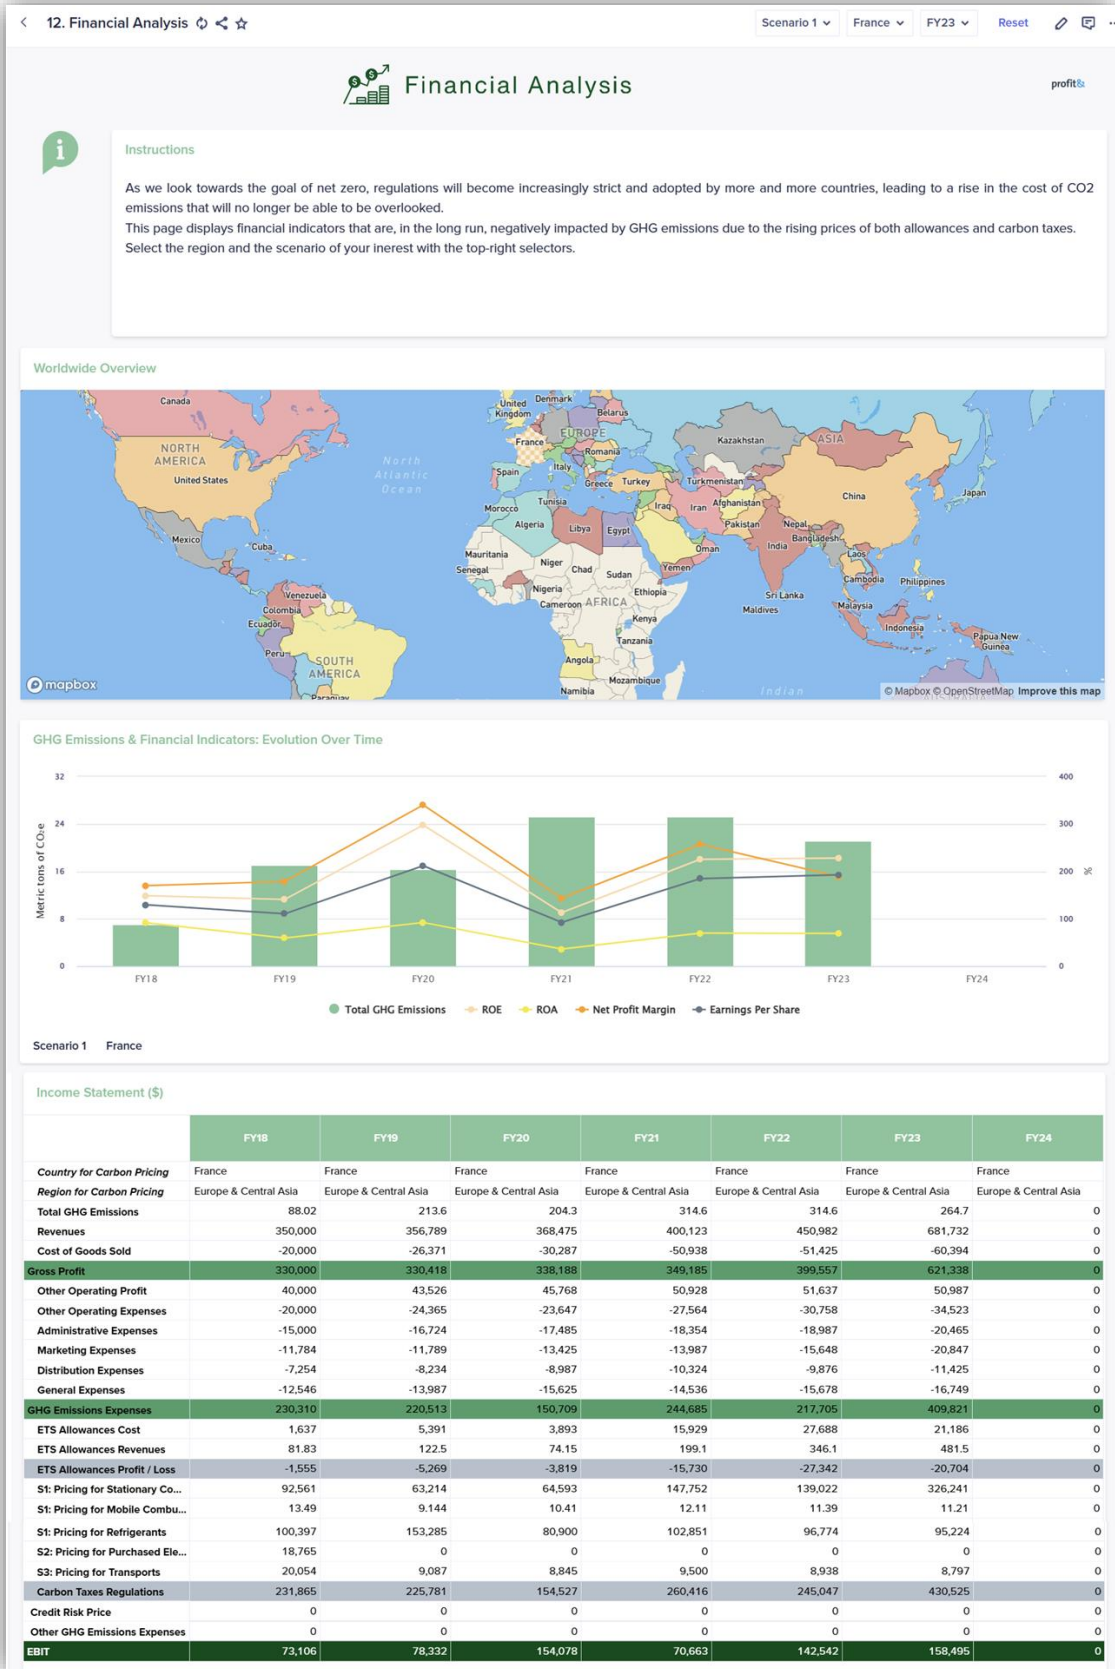 12. Financial Analysis
Scenario 1 France FY23 Reset
Financial Analysis
profit&
Instructions
As we look towards the goal of net zero, regulations will become increasingly strict and adopted by more and more countries, leading to a rise in the cost of CO2
emissions that will no longer be able to be overlooked.
This page displays financial indicators that are, in the long run, negatively impacted by GHG emissions due to the rising prices of both allowances and carbon taxes.
Select the region and the scenario of your inerest with the top-right selectors.
Worldwide Overview
Canada
United Kingdom
Denmark
Belarus
EUROPE
NORTH AMERICA
United States
North Atlantic Ocean
France
Romania
Kazakhstan
ASIA
Spain
Italy
Greece
Turkey
Turkmenistan
China
Japan
Morocco
Tunisia
Algeria
Libya
Egypt
Iraq
Iran
Afghanistan
Pakistan
Nepal
Bangladesh
India
Laos
Mexico
Cuba
Mauritania
Senegal
Niger
Chad
Sudan
Oman
Yemen
Cambodia
Philippines
Venezuela
Colombia
Ecuador
Nigeria
Cameroon
AFRICA
Ethiopia
Kenya
Sri Lanka
Maldives
Malaysia
Indonesia
Papua New Guinea
Peru
SOUTH AMERICA
Tanzania
Angola
Mozambique
Namibia
Paraguay
Indian
AUSTRALIA
mapbox
© Mapbox © OpenStreetMap Improve this map
GHG Emissions & Financial Indicators: Evolution Over Time
Metric tons of CO₂e
32
24
16
8
0
400
300
200
100
0
%
FY18 FY19 FY20 FY21 FY22 FY23 FY24
Total GHG Emissions ROE ROA Net Profit Margin Earnings Per Share
Scenario 1 France
Income Statement ($)
FY18 FY19 FY20 FY21 FY22 FY23 FY24
Country for Carbon Pricing France France France France France France France
Region for Carbon Pricing Europe & Central Asia Europe & Central Asia Europe & Central Asia Europe & Central Asia Europe & Central Asia Europe & Central Asia Europe & Central Asia
Total GHG Emissions 88.02 213.6 204.3 314.6 314.6 264.7 0
Revenues 350,000 356,789 368,475 400,123 450,982 681,732 0
Cost of Goods Sold -20,000 -26,371 -30,287 -50,938 -51,425 -60,394 0
Gross Profit 330,000 330,418 338,188 349,185 399,557 621,338 0
Other Operating Profit 40,000 43,526 45,768 50,928 51,637 50,987 0
Other Operating Expenses -20,000 -24,365 -23,647 -27,564 -30,758 -34,523 0
Administrative Expenses -15,000 -16,724 -17,485 -18,354 -18,987 -20,465 0
Marketing Expenses -11,784 -11,789 -13,425 -13,987 -15,648 -20,847 0
Distribution Expenses -7,254 -8,234 -8,987 -10,324 -9,876 -11,425 0
General Expenses -12,546 -13,987 -15,625 -14,536 -15,678 -16,749 0
GHG Emissions Expenses 230,310 220,513 150,709 244,685 217,705 409,821 0
ETS Allowances Cost 1,637 5,391 3,893 15,929 27,688 21,186 0
ETS Allowances Revenues 81.83 122.5 74.15 199.1 346.1 481.5 0
ETS Allowances Profit / Loss -1,555 -5,269 -3,819 -15,730 -27,342 -20,704 0
S1: Pricing for Stationary Co... 92,561 63,214 64,593 147,752 139,022 326,241 0
S1: Pricing for Mobile Combu... 13.49 9.144 10.41 12.11 11.39 11.21 0
S1: Pricing for Refrigerants 100,397 153,285 80,900 102,851 96,774 95,224 0
S2: Pricing for Purchased Ele... 18,765 0 0 0 0 0 0
S3: Pricing for Transports 20,054 9,087 8,845 9,500 8,938 8,797 0
Carbon Taxes Regulations 231,865 225,781 154,527 260,416 245,047 430,525 0
Credit Risk Price 0 0 0 0 0 0 0
Other GHG Emissions Expenses 0 0 0 0 0 0 0
EBIT 73,106 78,332 154,078 70,663 142,542 158,495 0